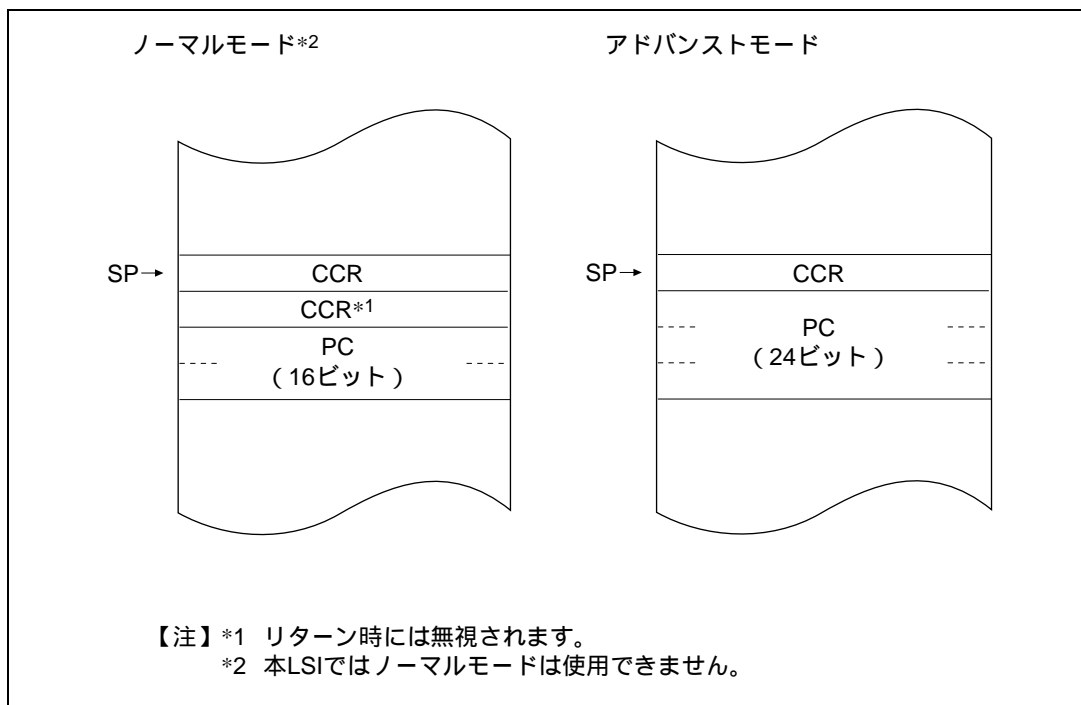 ノーマルモード*2
アドバンストモード
SP→
CCR
CCR*1
PC
(16ビット)
SP→
CCR
PC
(24ビット)
【注】*1 リターン時には無視されます。
*2 本LSIではノーマルモードは使用できません。